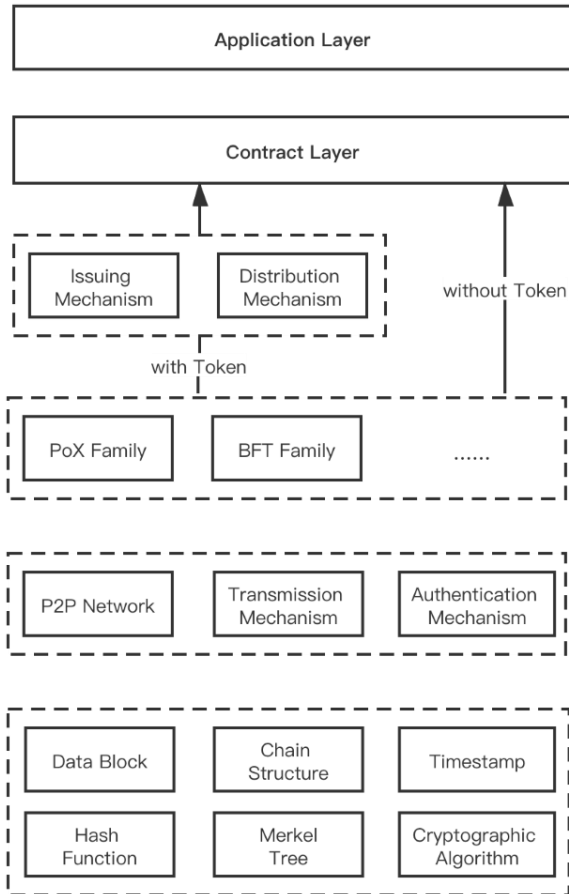 Application Layer
Contract Layer
Issuing
Mechanism
Distribution
Mechanism
without Token
with Token
PoX Family
BFT Family
......
P2P Network
Transmission
Mechanism
Authentication
Mechanism
Data Block
Chain
Structure
Timestamp
Hash
Function
Merkel
Tree
Cryptographic
Algorithm